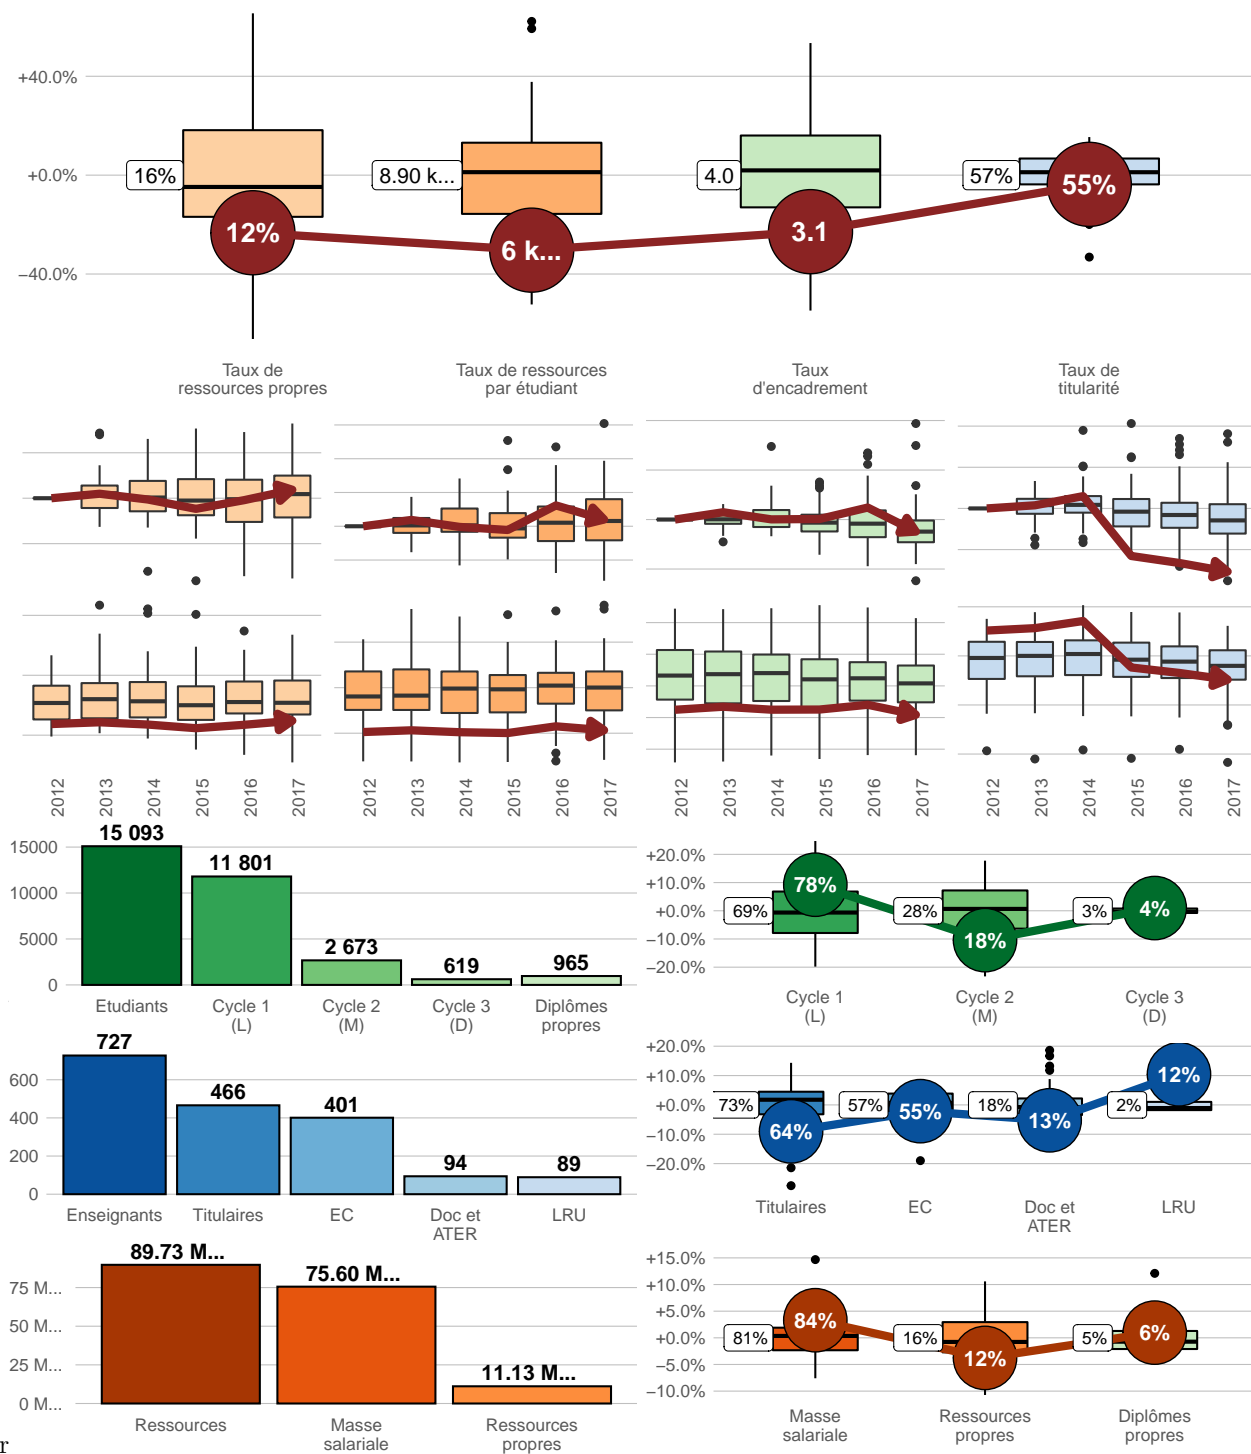 +40.0%
+0.0%
−40.0%
16%
8.90 k...
4.0
57%
12%
6 k...
3.1
55%
Taux de
ressources propres
Taux de ressources
par étudiant
Taux
d'encadrement
Taux de
titularité
2012
2013
2014
2015
2016
2017
2012
2013
2014
2015
2016
2017
2012
2013
2014
2015
2016
2017
2012
2013
2014
2015
2016
2017
15000
10000
5000
0
15 093
11 801
2 673
619
965
Etudiants
Cycle 1
(L)
Cycle 2
(M)
Cycle 3
(D)
Diplômes
propres
+20.0%
+10.0%
+0.0%
−10.0%
−20.0%
69%
78%
28%
18%
3%
4%
Cycle 1
(L)
Cycle 2
(M)
Cycle 3
(D)
600
400
200
0
727
466
401
94
89
Enseignants
Titulaires
EC
Doc et
ATER
LRU
+20.0%
+10.0%
+0.0%
−10.0%
−20.0%
73%
64%
57%
55%
18%
13%
2%
12%
Titulaires
EC
Doc et
ATER
LRU
75 M...
50 M...
25 M...
0 M...
89.73 M...
75.60 M...
11.13 M...
Ressources
Masse
salariale
Ressources
propres
+15.0%
+10.0%
+5.0%
+0.0%
−5.0%
−10.0%
81%
84%
16%
12%
5%
6%
Masse
salariale
Ressources
propres
Diplômes
propres
r